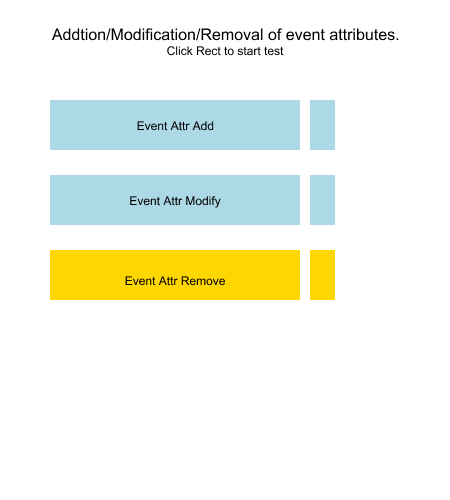 Addtion/Modification/Removal of event attributes.
Click Rect to start test
Event Attr Add
Event Attr Modify
Event Attr Remove